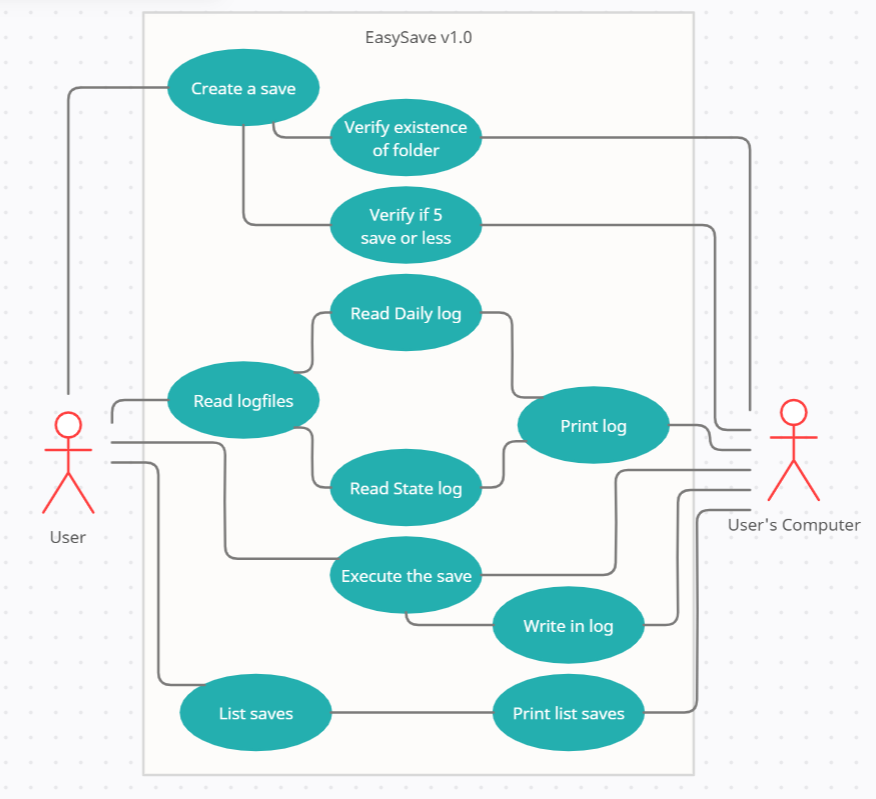 EasySave v1.0
Create a save
Verify existence
of folder
Verify if 5
save or less
Read Daily log
Read logfiles
Print log
Read State log
User
User's Computer
Execute the save
Write in log
List saves
Print list saves